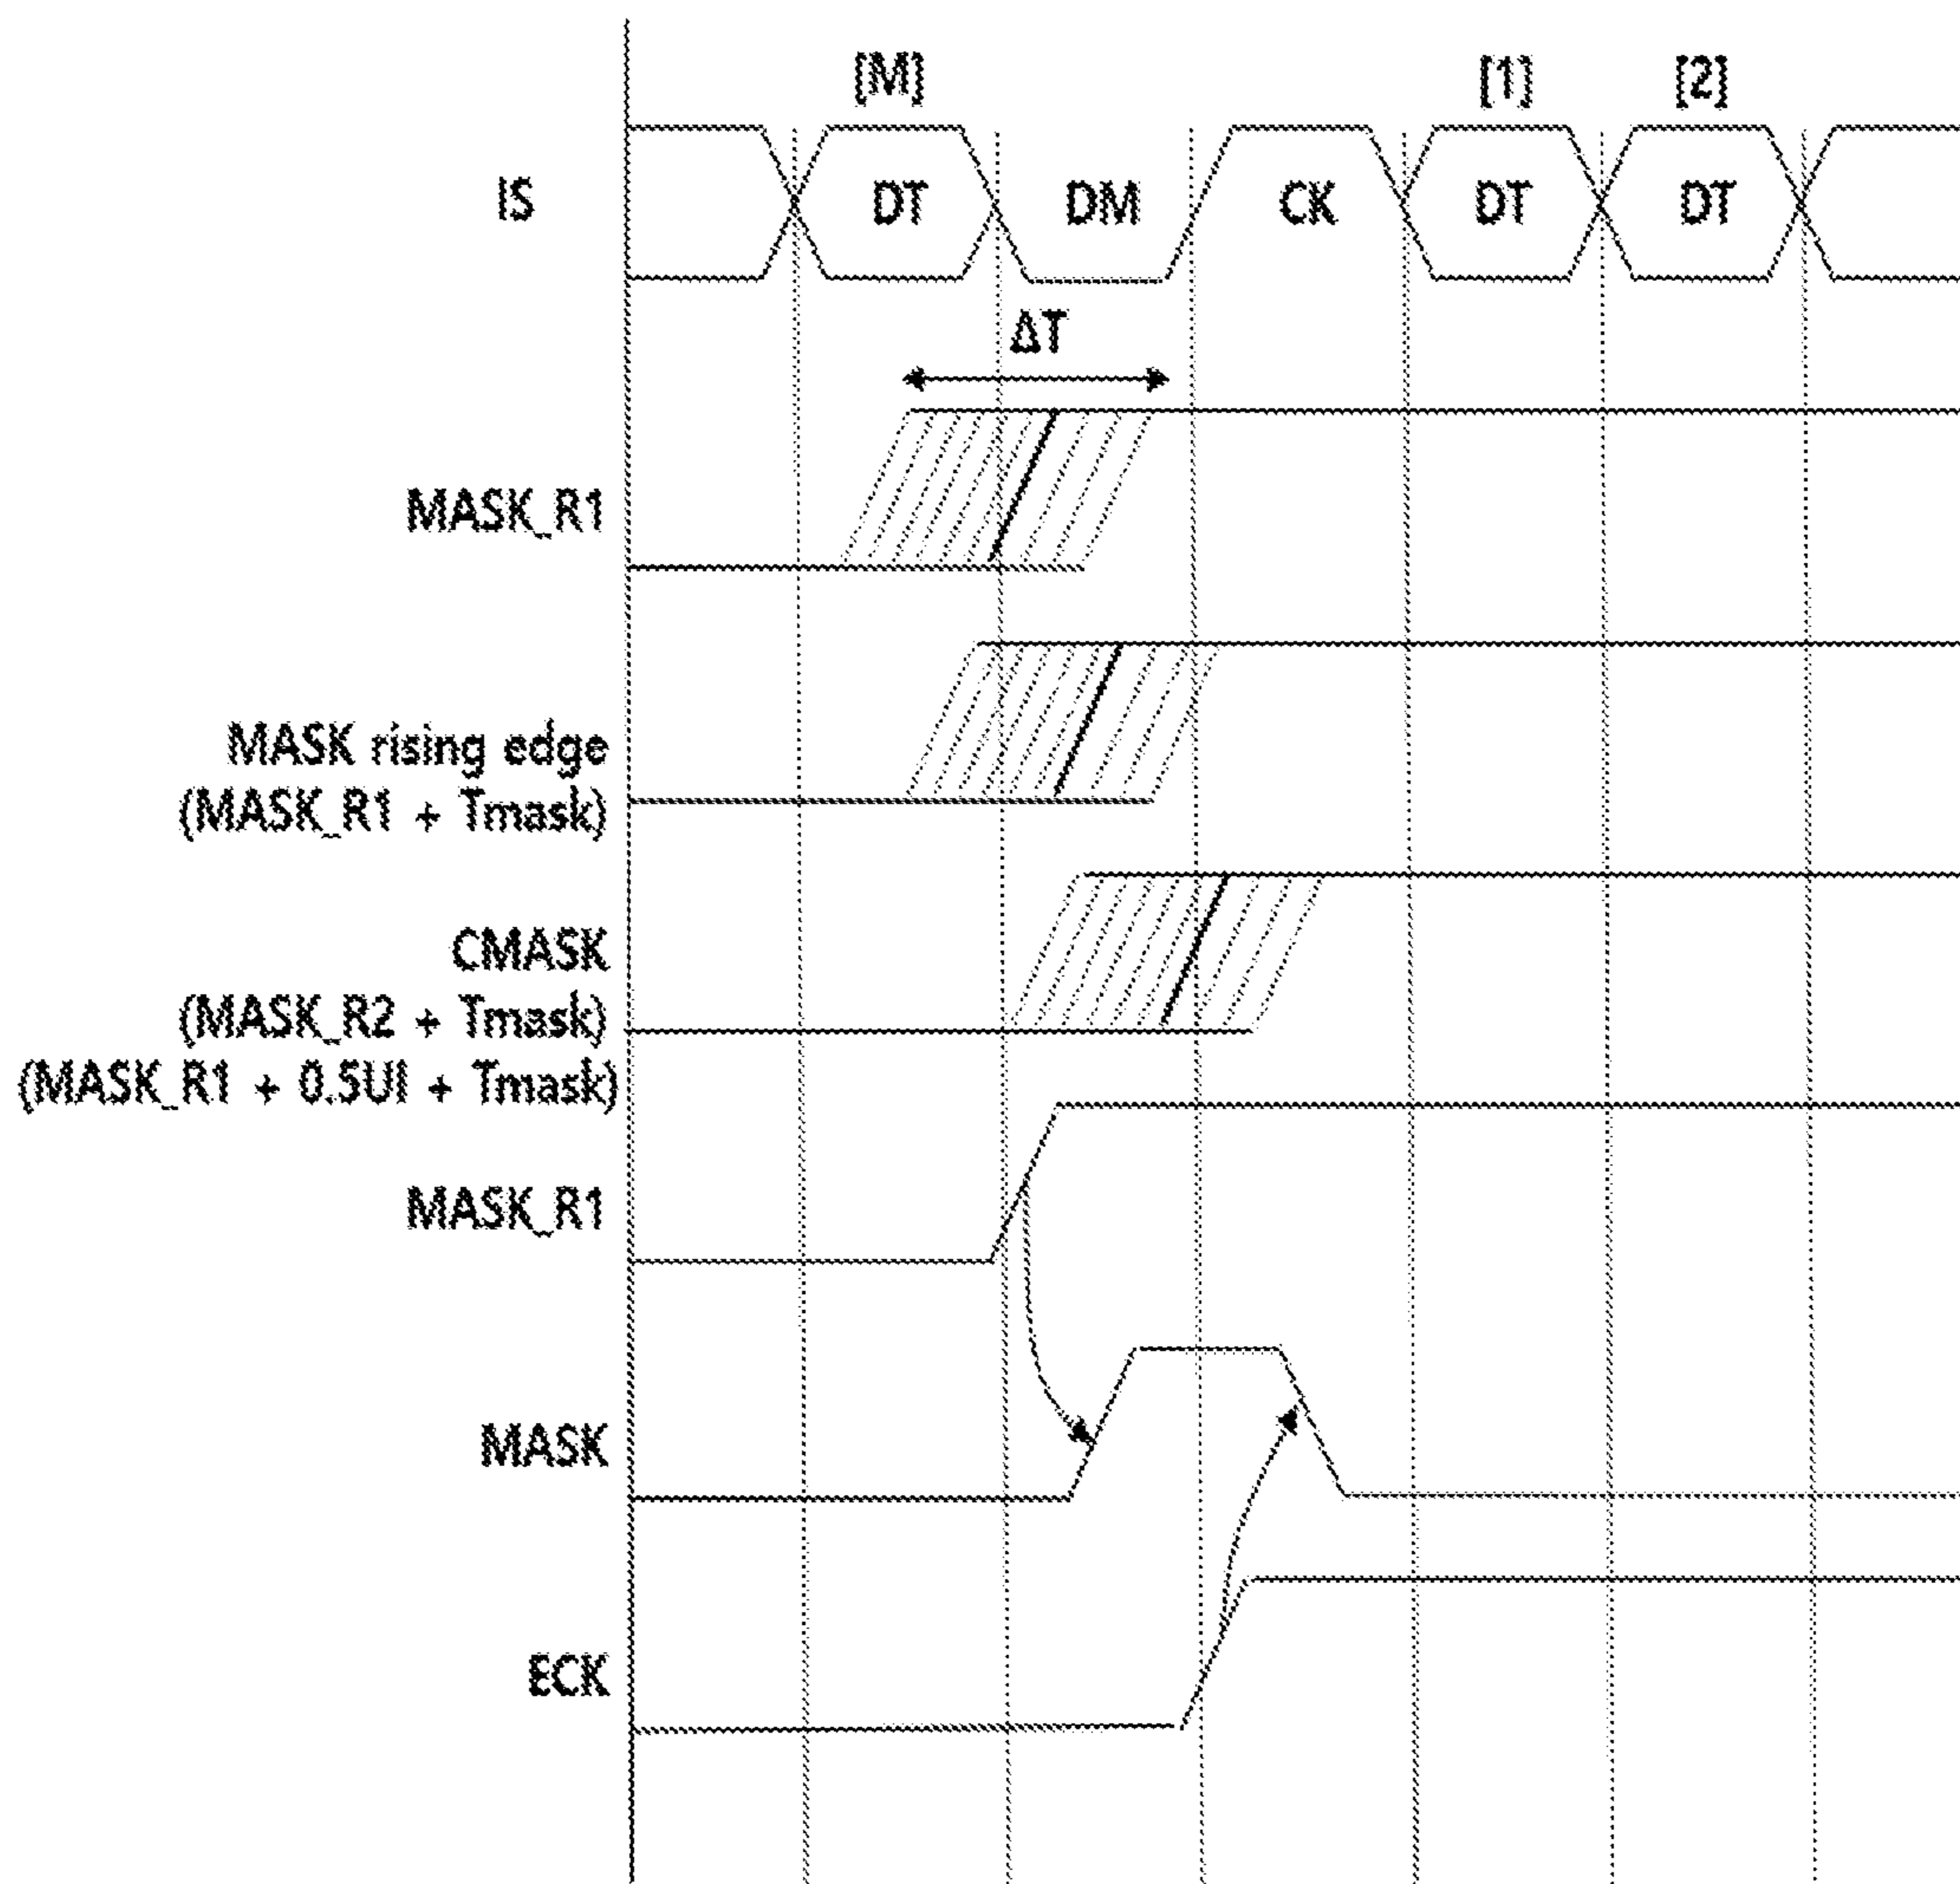 [M] [1] [2]
IS DT DM CK DT DT
ΔT
MASK_R1
MASK rising edge
(MASK_R1 + Tmask)
CMASK
(MASK_R2 + Tmask)
(MASK_R1 + 0.5UI + Tmask)
MASK_R1
MASK
ECK